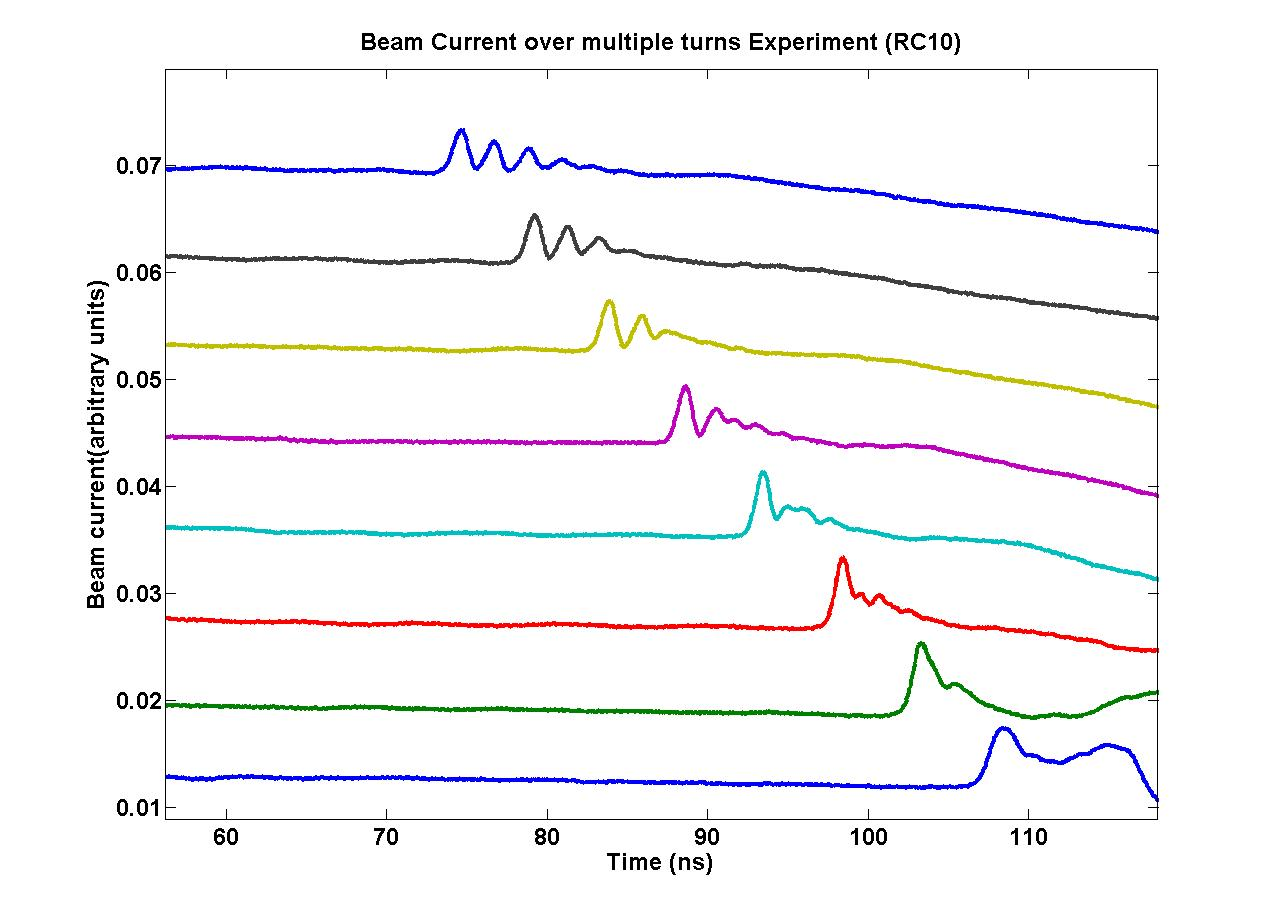 Beam Current over multiple turns Experiment (RC10)
Beam current(arbitrary units)
0.07
0.06
0.05
0.04
0.03
0.02
0.01
60 70 80 90 100 110
Time (ns)